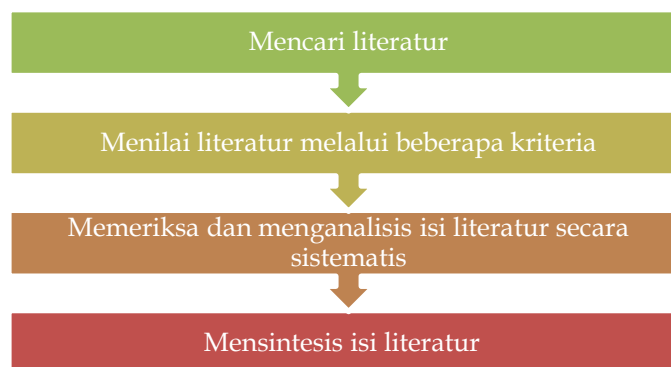 Mencari literatur
Menilai literatur melalui beberapa kriteria
Memeriksa dan menganalisis isi literatur secara
sistematis
Mensintesis isi literatur